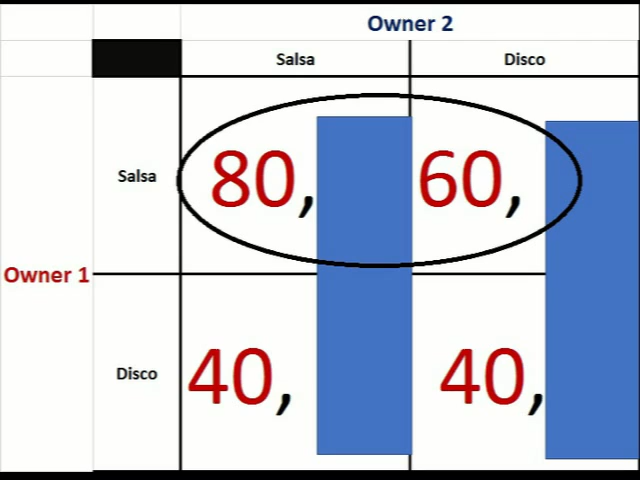 Owner 2
Salsa Disco
Salsa 80, 60,
Owner 1
Disco 40, 40,